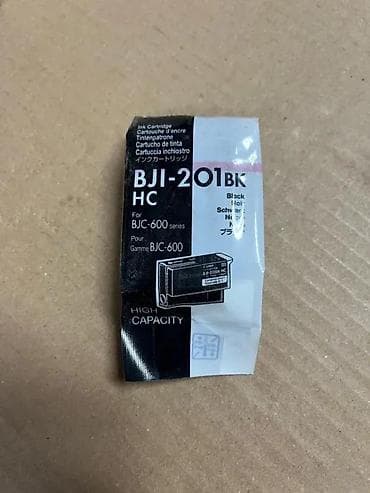 Ink Cartridge
Cartouche d'encre
Tintenpatrone
Cartucho de tinta
Cartuccia inchiostro
インクカートリッジ
BJI-201BK
HC
Black
Noir
Schwarz
For
BJC-600 series
Pour
Gamme BJC-600
HIGH
CAPACITY